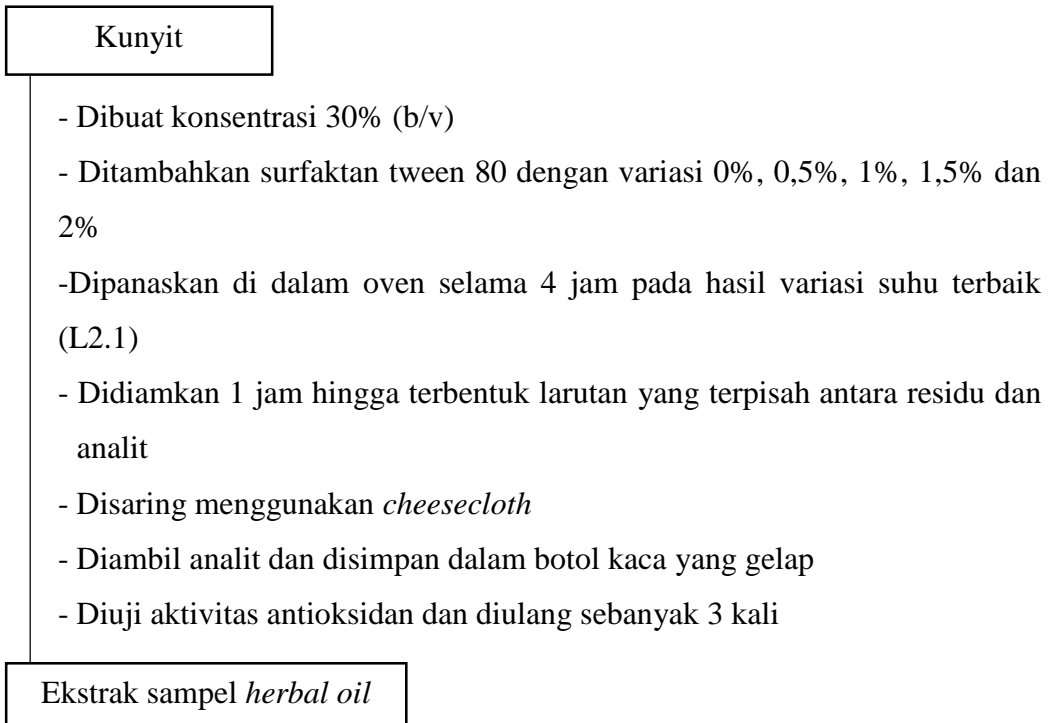 Kunyit
- Dibuat konsentrasi 30% (b/v)
- Ditambahkan surfaktan tween 80 dengan variasi 0%, 0,5%, 1%, 1,5% dan
2%
-Dipanaskan di dalam oven selama 4 jam pada hasil variasi suhu terbaik
(L2.1)
- Didiamkan 1 jam hingga terbentuk larutan yang terpisah antara residu dan
analit
- Disaring menggunakan cheesecloth
- Diambil analit dan disimpan dalam botol kaca yang gelap
- Diuji aktivitas antioksidan dan diulang sebanyak 3 kali
Ekstrak sampel herbal oil